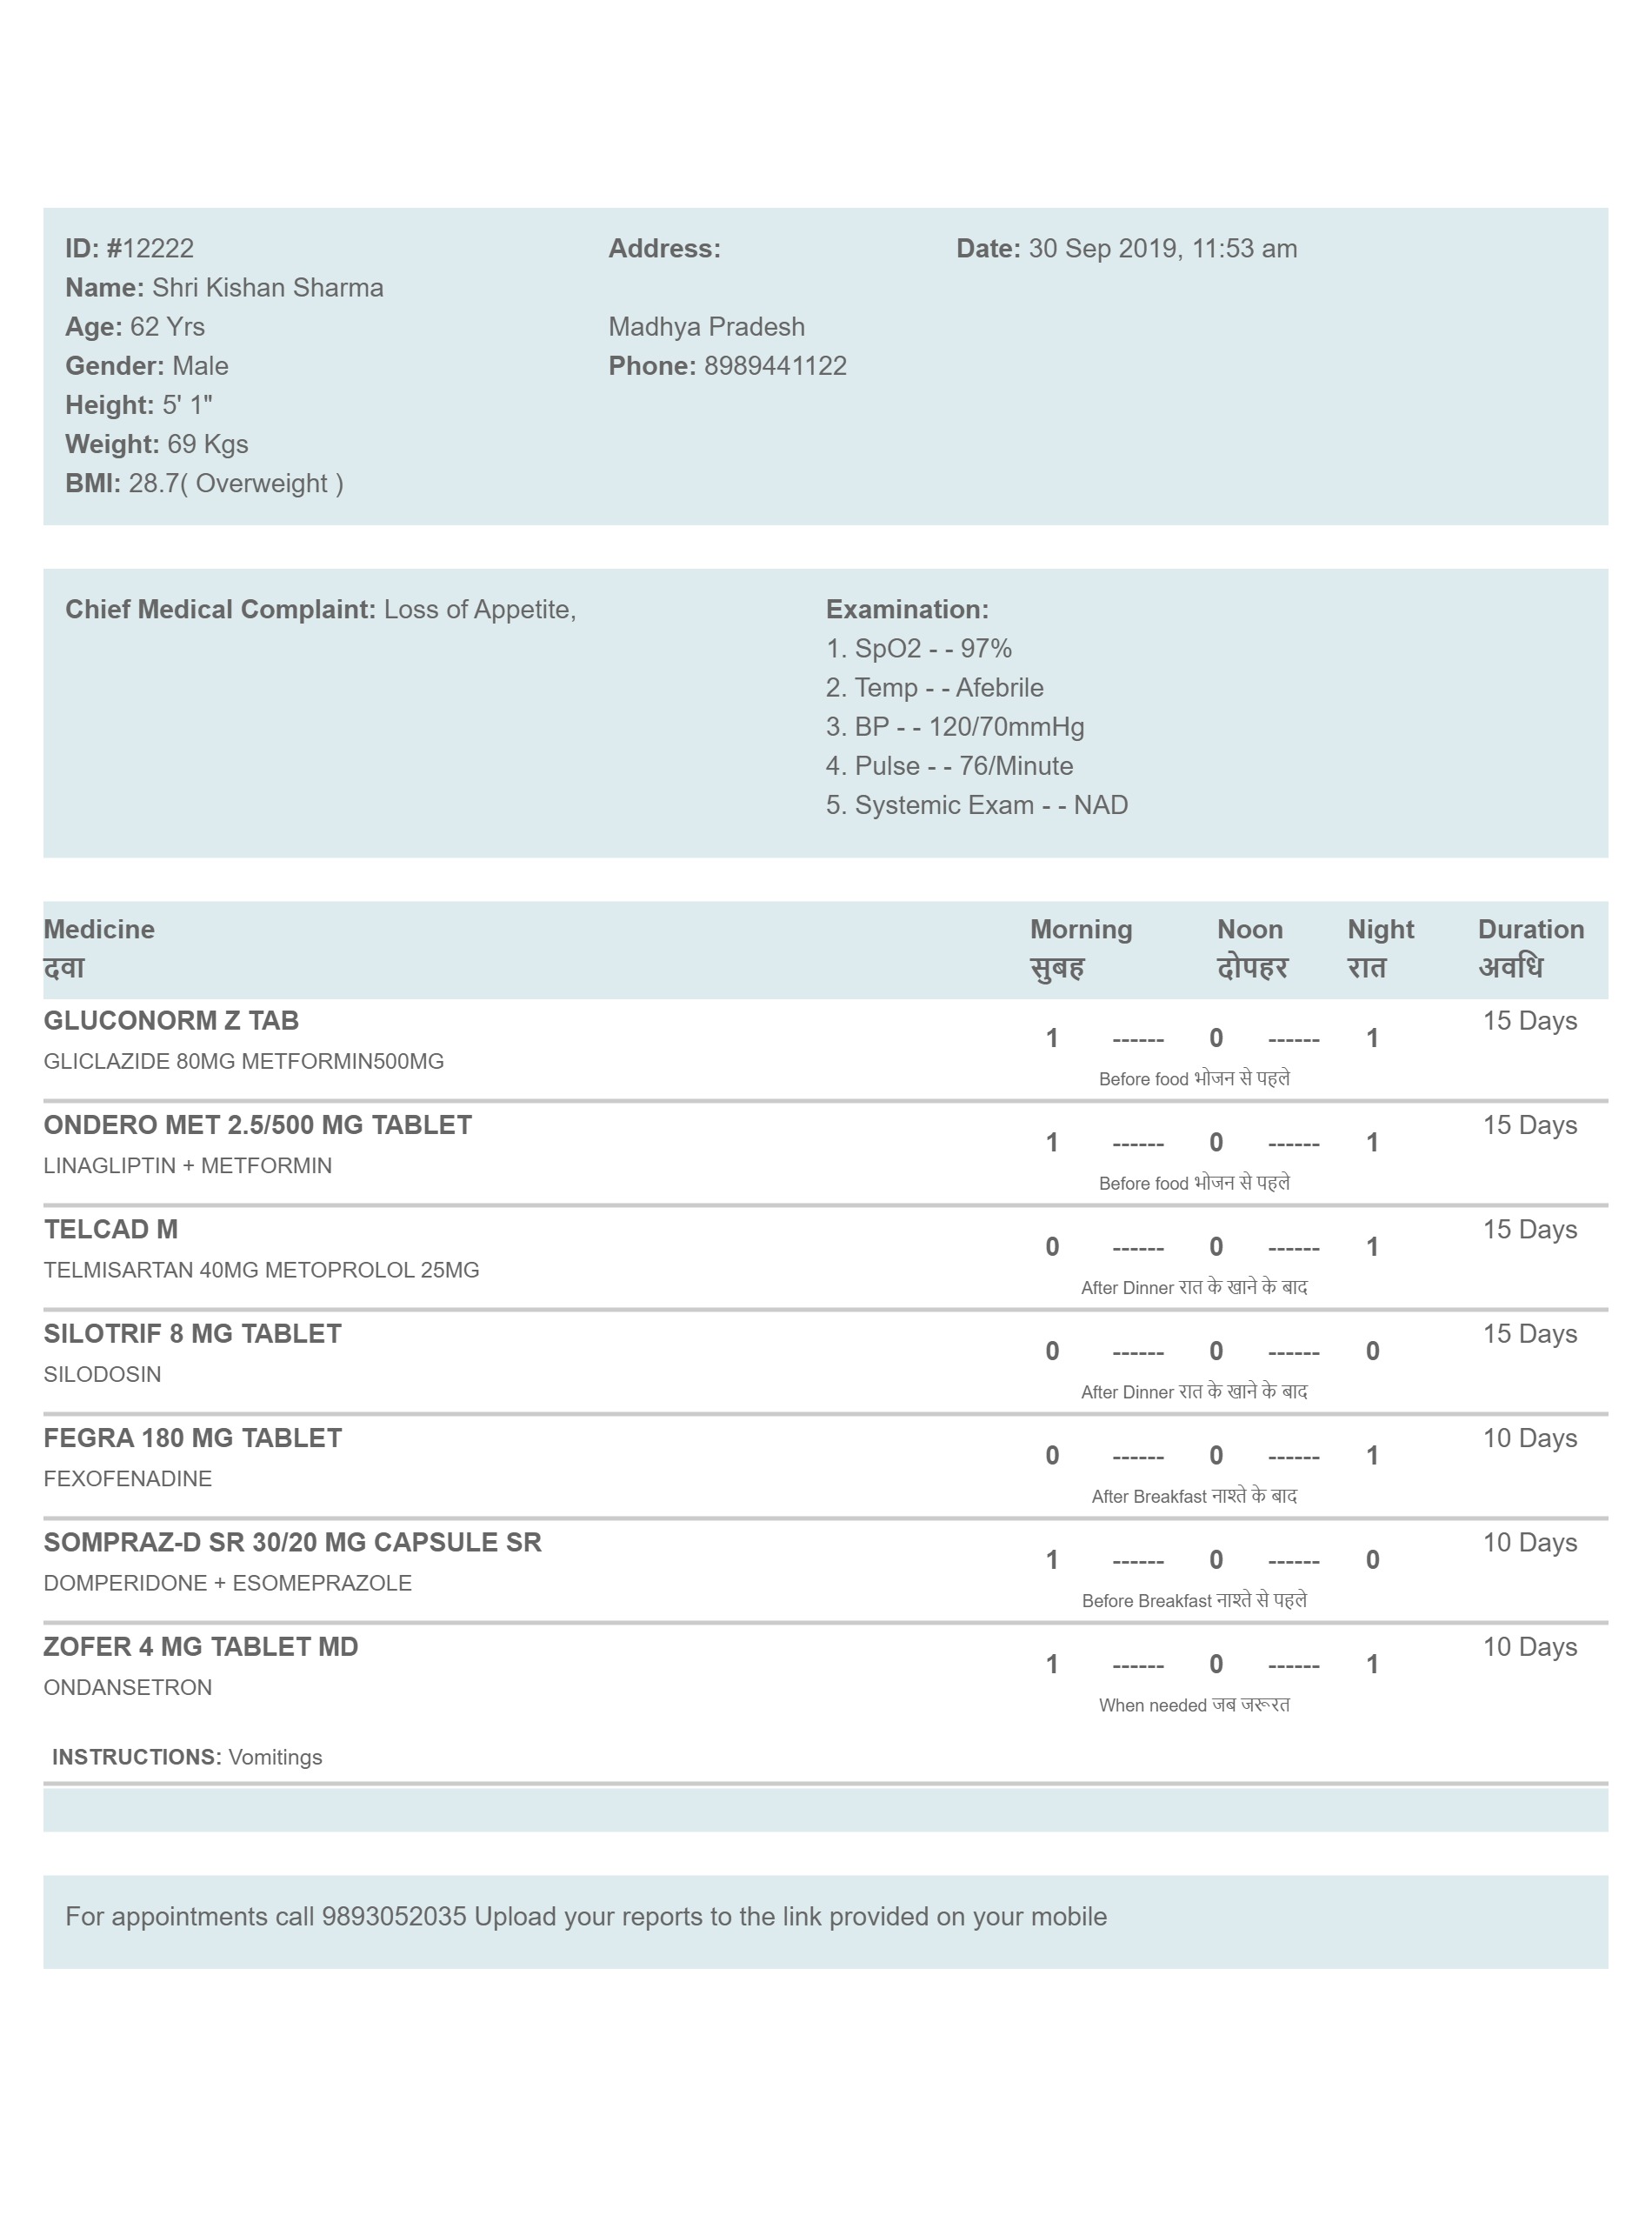 ID: #12222
Address:
Date: 30 Sep 2019, 11:53 am
Name: Shri Kishan Sharma
Age: 62 Yrs
Madhya Pradesh
Gender: Male
Phone: 8989441122
Height: 5' 1"
Weight: 69 Kgs
BMI: 28.7( Overweight )
Chief Medical Complaint: Loss of Appetite,
Examination:
1. SpO2 - - 97%
2. Temp - - Afebrile
3. BP - - 120/70mmHg
4. Pulse - - 76/Minute
5. Systemic Exam - - NAD
Medicine Morning Noon Night Duration
दवा सुबह दोपहर रात अवधि
GLUCONORM Z TAB 15 Days
1 ------ 0 ------ 1
GLICLAZIDE 80MG METFORMIN500MG
Before food भोजन से पहले
ONDERO MET 2.5/500 MG TABLET 15 Days
1 ------ 0 ------ 1
LINAGLIPTIN + METFORMIN
Before food भोजन से पहले
TELCAD M 15 Days
0 ------ 0 ------ 1
TELMISARTAN 40MG METOPROLOL 25MG
After Dinner रात के खाने के बाद
SILOTRIF 8 MG TABLET 15 Days
0 ------ 0 ------ 0
SILODOSIN
After Dinner रात के खाने के बाद
FEGRA 180 MG TABLET 10 Days
0 ------ 0 ------ 1
FEXOFENADINE
After Breakfast नाश्ते के बाद
SOMPRAZ-D SR 30/20 MG CAPSULE SR 10 Days
1 ------ 0 ------ 0
DOMPERIDONE + ESOMEPRAZOLE
Before Breakfast नाश्ते से पहले
ZOFER 4 MG TABLET MD 10 Days
1 ------ 0 ------ 1
ONDANSETRON
When needed जब जरूरत
INSTRUCTIONS: Vomitings
For appointments call 9893052035 Upload your reports to the link provided on your mobile